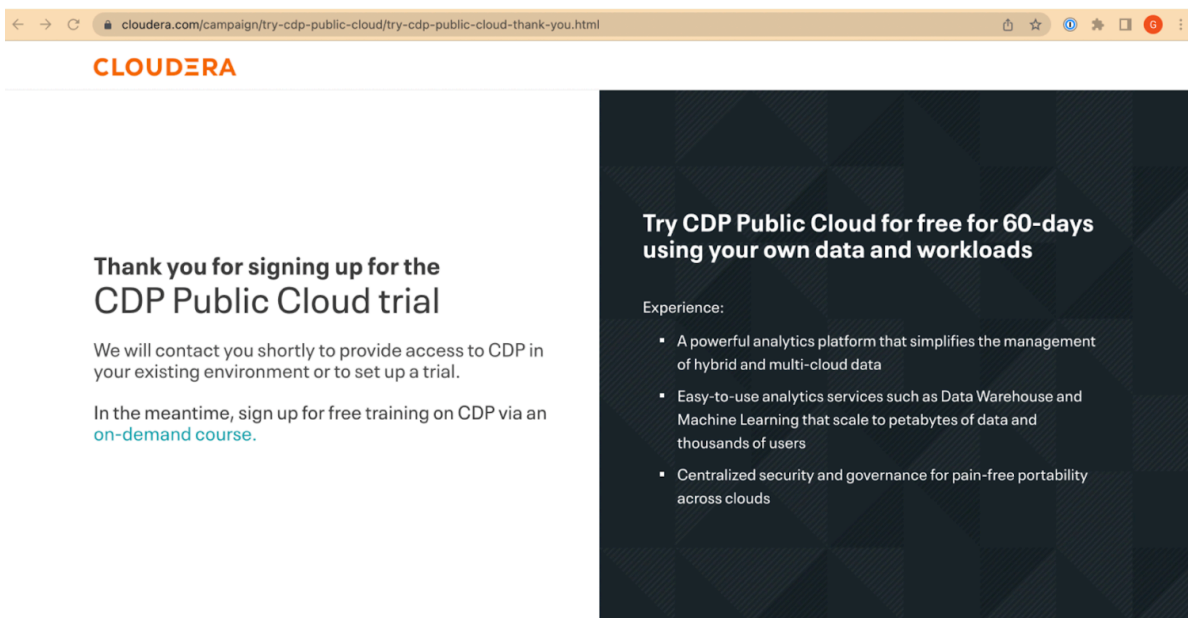 cloudera.com/campaign/try-cdp-public-cloud/try-cdp-public-cloud-thank-you.html
G
CLOUDERA
Thank you for signing up for the
CDP Public Cloud trial
We will contact you shortly to provide access to CDP in
your existing environment or to set up a trial.
In the meantime, sign up for free training on CDP via an
on-demand course.
Try CDP Public Cloud for free for 60-days
using your own data and workloads
Experience:
▪ A powerful analytics platform that simplifies the management
of hybrid and multi-cloud data
▪ Easy-to-use analytics services such as Data Warehouse and
Machine Learning that scale to petabytes of data and
thousands of users
▪ Centralized security and governance for pain-free portability
across clouds